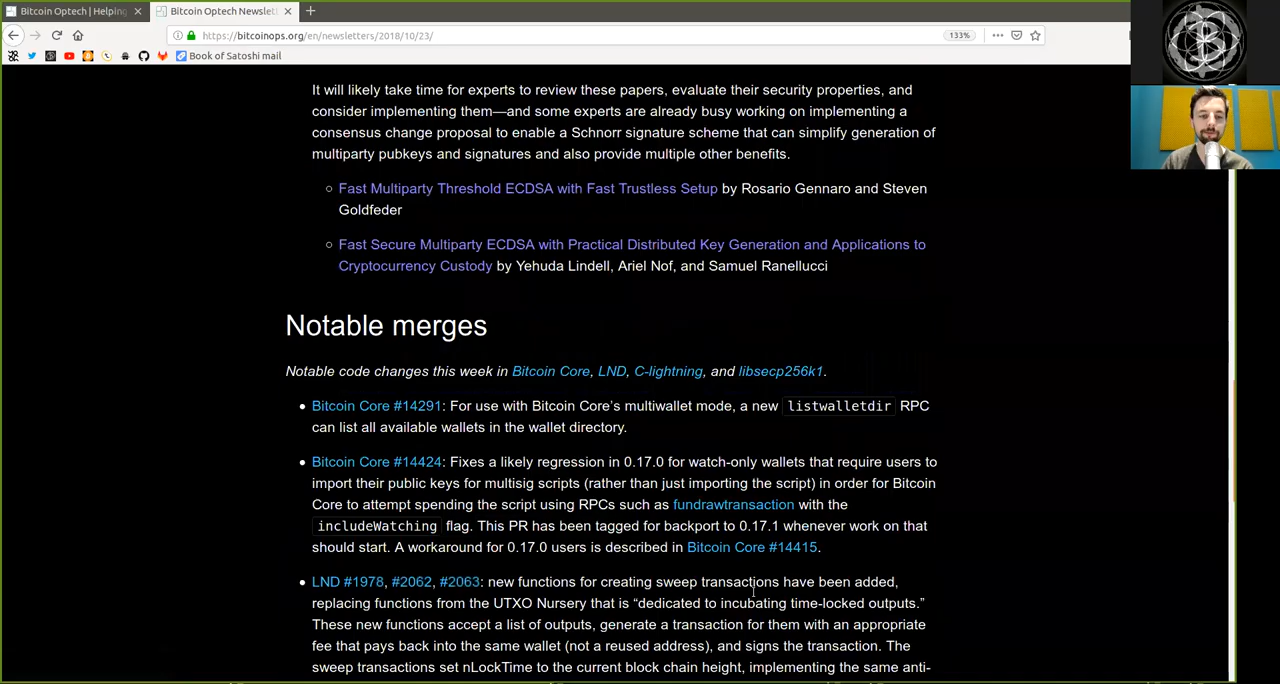 Bitcoin Optech | Helping
Bitcoin Optech Newslet
https://bitcoinops.org/en/newsletters/2018/10/23/
133%
Book of Satoshi mail
It will likely take time for experts to review these papers, evaluate their security properties, and
consider implementing them—and some experts are already busy working on implementing a
consensus change proposal to enable a Schnorr signature scheme that can simplify generation of
multiparty pubkeys and signatures and also provide multiple other benefits.
Fast Multiparty Threshold ECDSA with Fast Trustless Setup by Rosario Gennaro and Steven
Goldfeder
Fast Secure Multiparty ECDSA with Practical Distributed Key Generation and Applications to
Cryptocurrency Custody by Yehuda Lindell, Ariel Nof, and Samuel Ranellucci
Notable merges
Notable code changes this week in Bitcoin Core, LND, C-lightning, and libsecp256k1.
Bitcoin Core #14291: For use with Bitcoin Core's multiwallet mode, a new listwalletdir RPC
can list all available wallets in the wallet directory.
Bitcoin Core #14424: Fixes a likely regression in 0.17.0 for watch-only wallets that require users to
import their public keys for multisig scripts (rather than just importing the script) in order for Bitcoin
Core to attempt spending the script using RPCs such as fundrawtransaction with the
includeWatching flag. This PR has been tagged for backport to 0.17.1 whenever work on that
should start. A workaround for 0.17.0 users is described in Bitcoin Core #14415.
LND #1978, #2062, #2063: new functions for creating sweep transactions have been added,
replacing functions from the UTXO Nursery that is “dedicated to incubating time-locked outputs.”
These new functions accept a list of outputs, generate a transaction for them with an appropriate
fee that pays back into the same wallet (not a reused address), and signs the transaction. The
sweep transactions set nLockTime to the current block chain height, implementing the same anti-